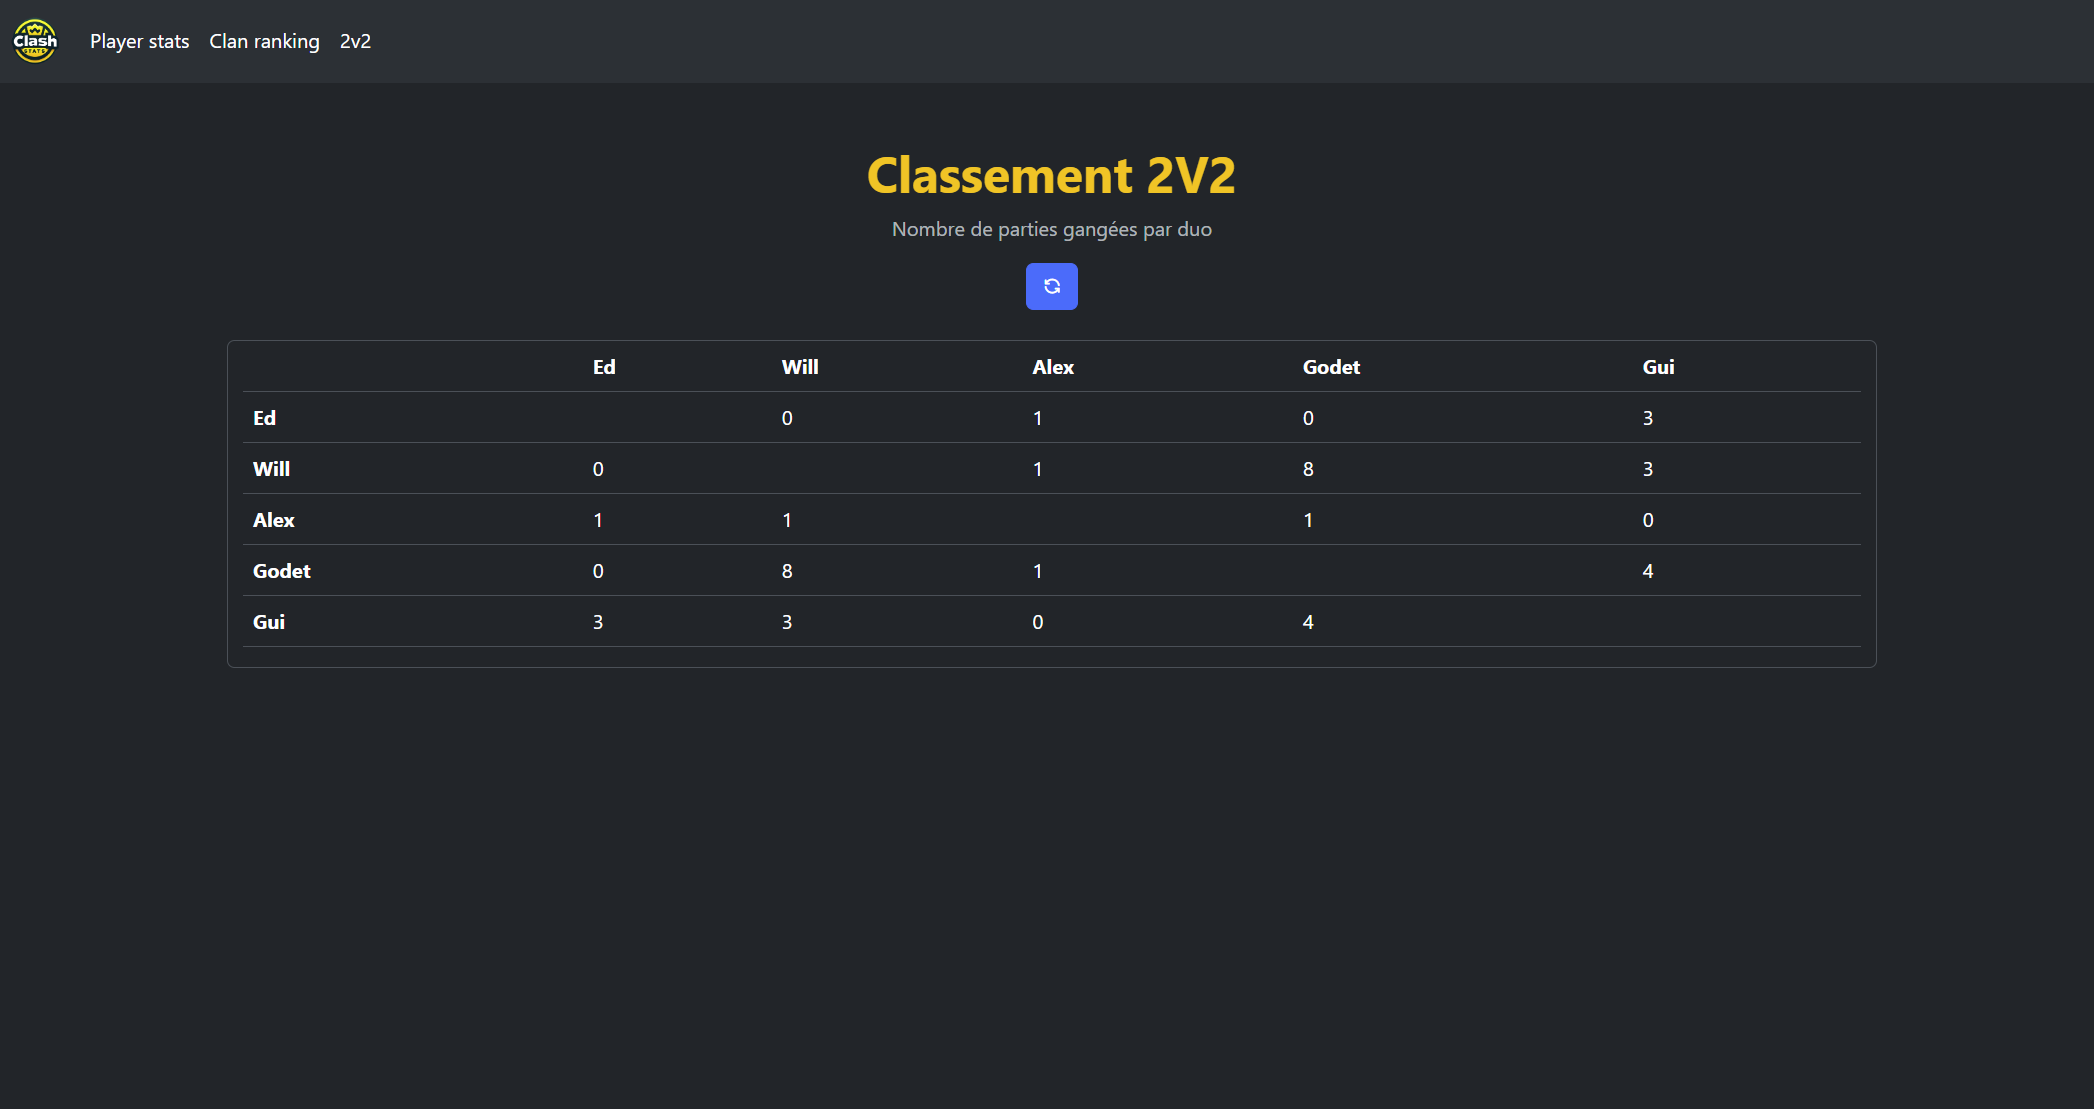 Clash
STATS
Player stats Clan ranking 2v2
Classement 2V2
Nombre de parties gangées par duo
Ed Will Alex Godet Gui
Ed 0 1 0 3
Will 0 1 8 3
Alex 1 1 1 0
Godet 0 8 1 4
Gui 3 3 0 4